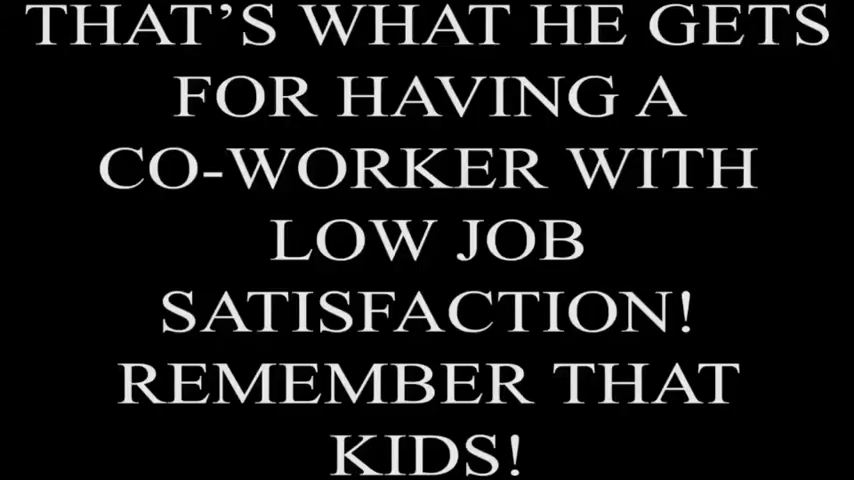 THAT’S WHAT HE GETS
FOR HAVING A
CO-WORKER WITH
LOW JOB
SATISFACTION!
REMEMBER THAT
KIDS!